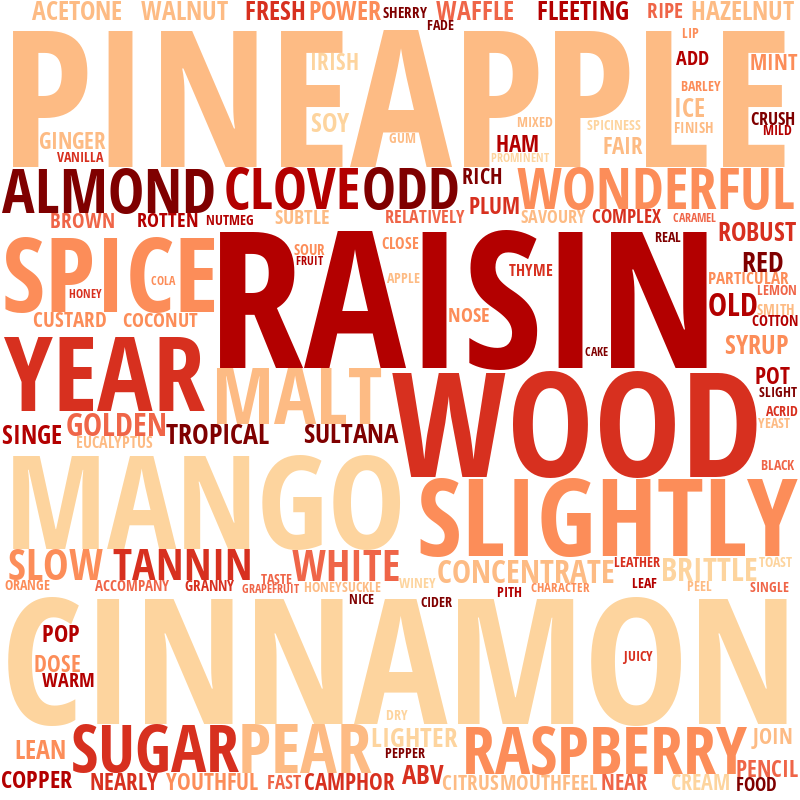 ACETONE WALNUT FRESH POWER SHERRY WAFFLE FLEETING RIPE HAZELNUT
FADE
LIP
PINEAPPLE
IRISH ADD MINT
BARLEY
ICE
SOY MIXED SPICINESS FINISH CRUSH
MILD
GINGER GUM HAM FAIR
VANILLA PROMINENT
ALMOND CLOVE ODD RICH WONDERFUL
PLUM
BROWN ROTTEN NUTMEG SUBTLE RELATIVELY SAVOURY COMPLEX CARAMEL
ROBUST
REAL
SPICE RAISIN
SOUR CLOSE
FRUIT THYME RED
COLA APPLE PARTICULAR
HONEY LEMON
OLD SMITH
CUSTARD COCONUT NOSE COTTON
SYRUP
CAKE
YEAR MALT WOOD POT
SLIGHT
ACRID
GOLDEN YEAST
SINGE EUCALYPTUS TROPICAL SULTANA
BLACK
MANGO SLIGHTLY
SLOW TANNIN WHITE CONCENTRATE LEATHER BRITTLE TOAST
TASTE
ORANGE ACCOMPANY GRANNY GRAPEFRUIT HONEYSUCKLE WINEY LEAF PEEL SINGLE
PITH CHARACTER
NICE CIDER
CINNAMON
POP
JUICY
DOSE
WARM
DRY
SUGAR PEAR LIGHTER RASPBERRY JOIN
LEAN PEPPER
PENCIL
COPPER NEARLY YOUTHFUL FAST CAMPHOR ABV CITRUS MOUTHFEEL NEAR CREAM FOOD